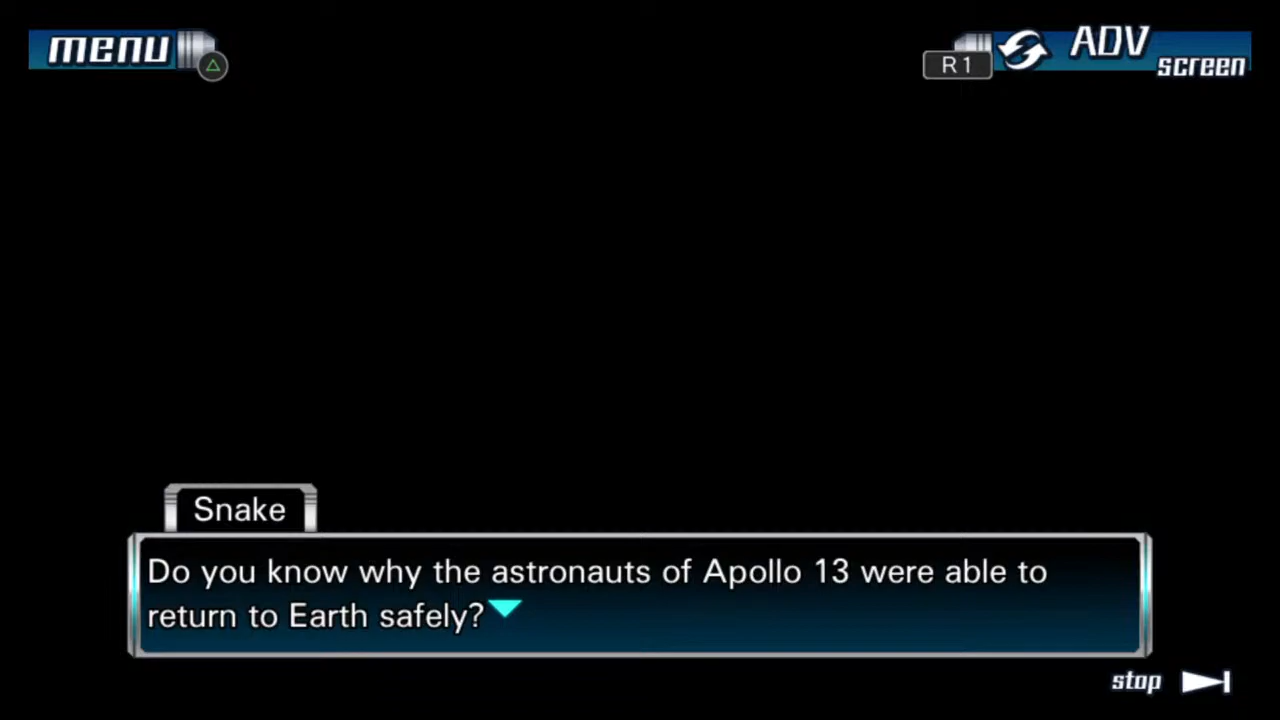 menu
R1
ADV
screen
Snake
Do you know why the astronauts of Apollo 13 were able to
return to Earth safely?
stop